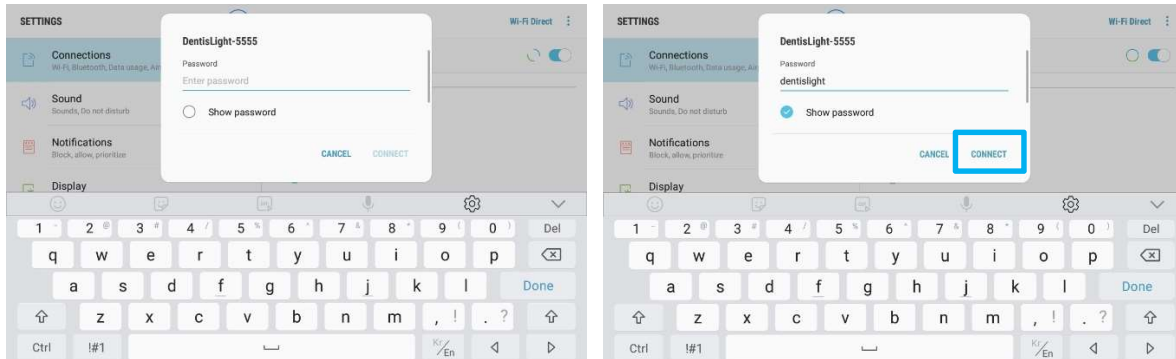 SETTINGS
Wi-Fi Direct
DentisLight-5555
Password
Enter password
Show password
CANCEL CONNECT
Connections
Wi-Fi, Bluetooth, Data usage, Air
Sound
Sounds, Do not disturb
Notifications
Block, allow, prioritize
Display
1 - 2 @ 3 # 4 / 5 % 6 ^ 7 & 8 * 9 ( 0 ) Del
q w e r t y u i o p
a s d f g h j k l Done
z x c v b n m , ! . ?
Ctrl !#1 Kr/En
SETTINGS
Wi-Fi Direct
DentisLight-5555
Password
dentislight
Show password
CANCEL CONNECT
Connections
Wi-Fi, Bluetooth, Data usage, Air
Sound
Sounds, Do not disturb
Notifications
Block, allow, prioritize
Display
1 - 2 @ 3 # 4 / 5 % 6 ^ 7 & 8 * 9 ( 0 ) Del
q w e r t y u i o p
a s d f g h j k l Done
z x c v b n m , ! . ?
Ctrl !#1 Kr/En